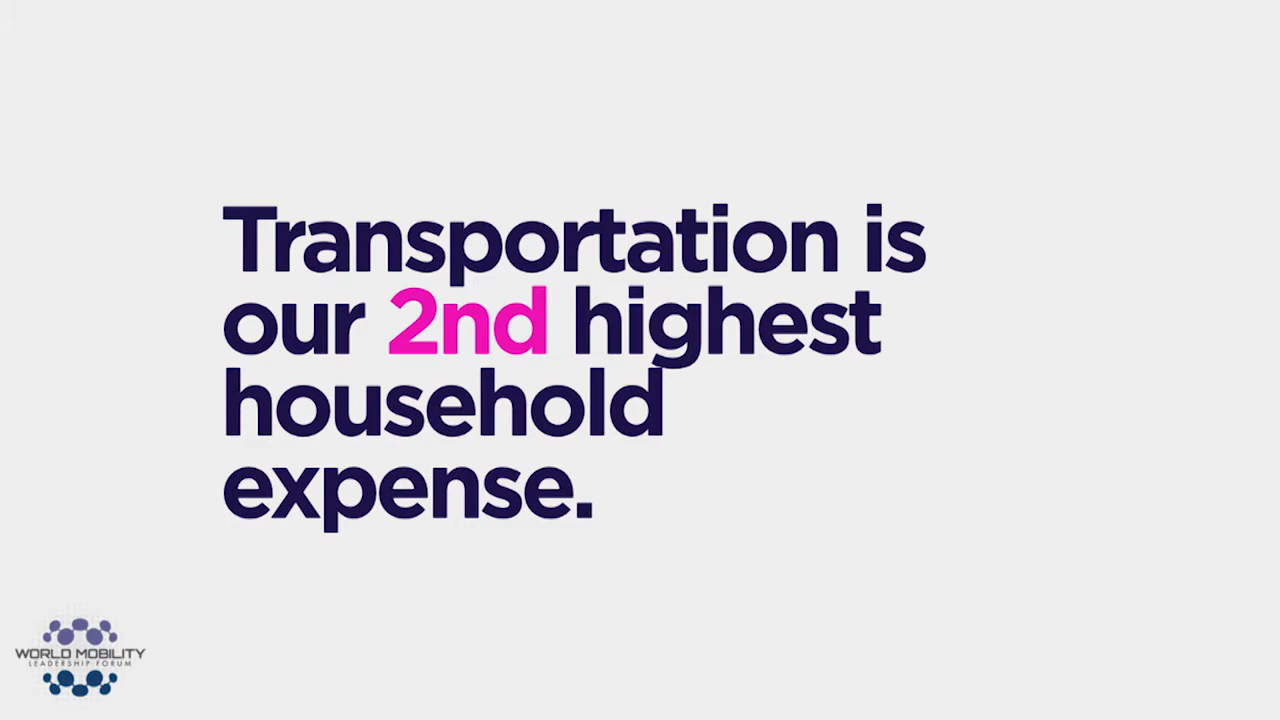 Transportation is
our 2nd highest
household
expense.
WORLD MOBILITY
LEADERSHIP FORUM